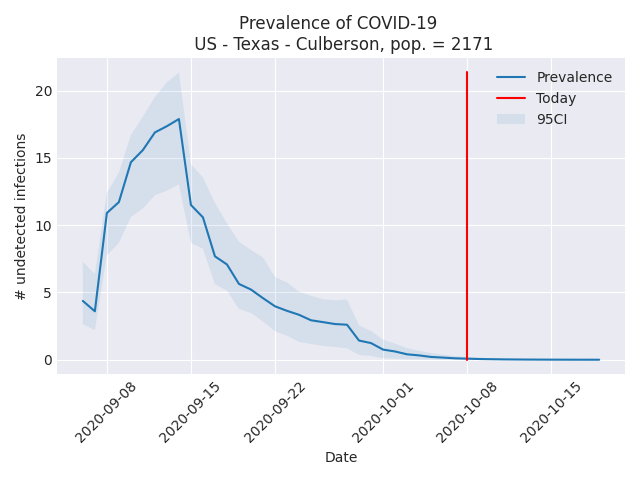 Prevalence of COVID-19
US - Texas - Culberson, pop. = 2171
Prevalence
Today
95CI
# undetected infections
20
15
10
5
0
2020-09-08
2020-09-15
2020-09-22
2020-10-01
2020-10-08
2020-10-15
Date